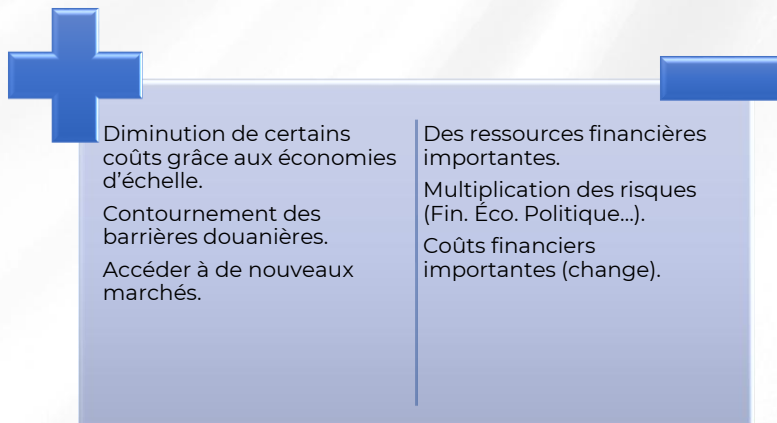 Diminution de certains
coûts grâce aux économies
d’échelle.
Contournement des
barrières douanières.
Accéder à de nouveaux
marchés.
Des ressources financières
importantes.
Multiplication des risques
(Fin. Éco. Politique…).
Coûts financiers
importantes (change).